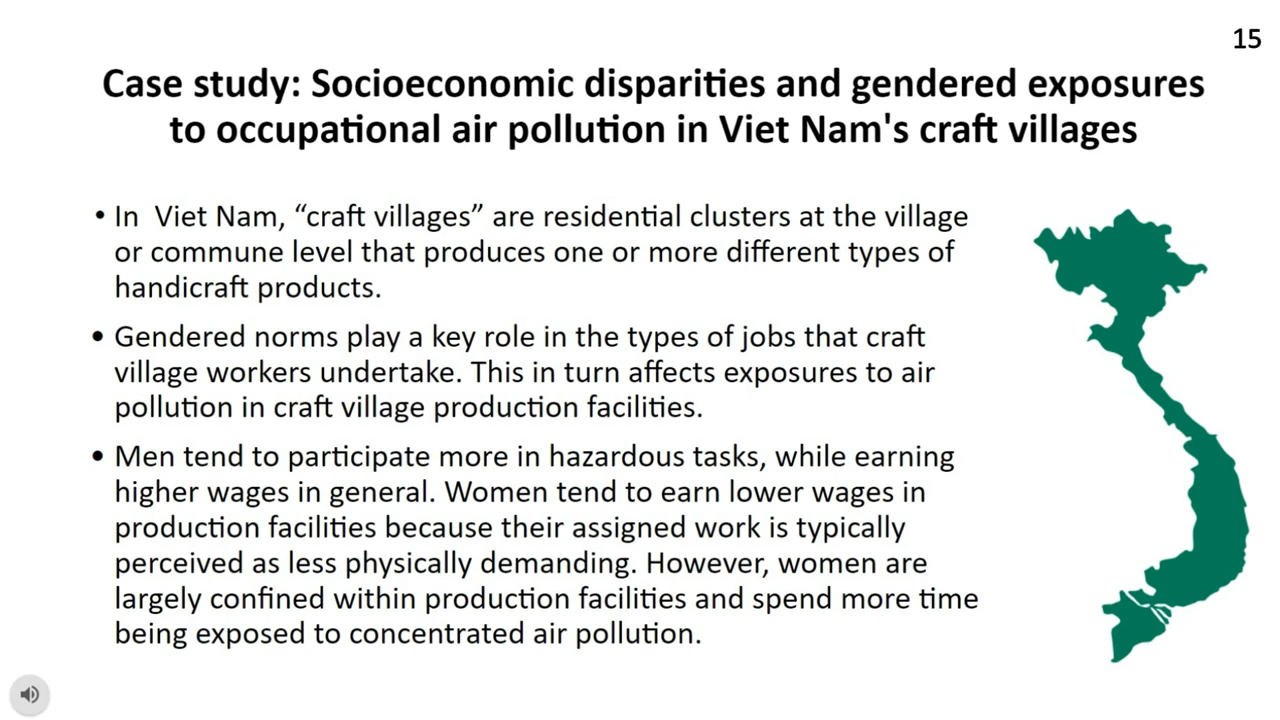 15
Case study: Socioeconomic disparities and gendered exposures
to occupational air pollution in Viet Nam's craft villages
• In  Viet Nam, “craft villages” are residential clusters at the village
or commune level that produces one or more different types of
handicraft products.
• Gendered norms play a key role in the types of jobs that craft
village workers undertake. This in turn affects exposures to air
pollution in craft village production facilities.
• Men tend to participate more in hazardous tasks, while earning
higher wages in general. Women tend to earn lower wages in
production facilities because their assigned work is typically
perceived as less physically demanding. However, women are
largely confined within production facilities and spend more time
being exposed to concentrated air pollution.